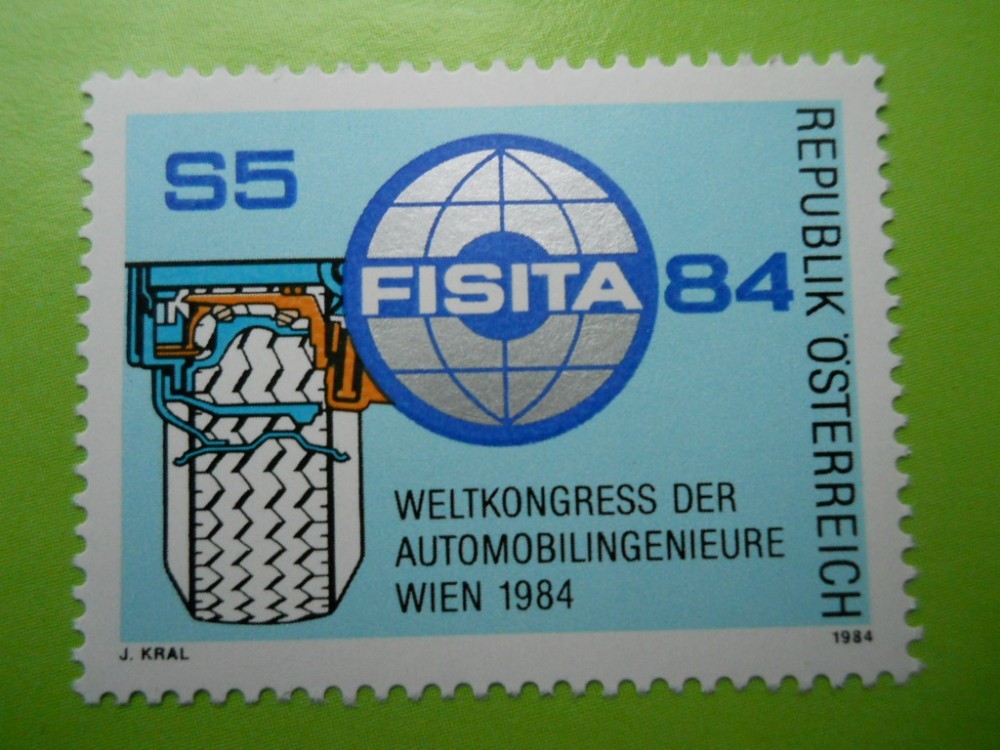 S5
FISITA 84
REPUBLIK ÖSTERREICH
WELTKONGRESS DER
AUTOMOBILINGENIEURE
WIEN 1984
J. KRAL
1984